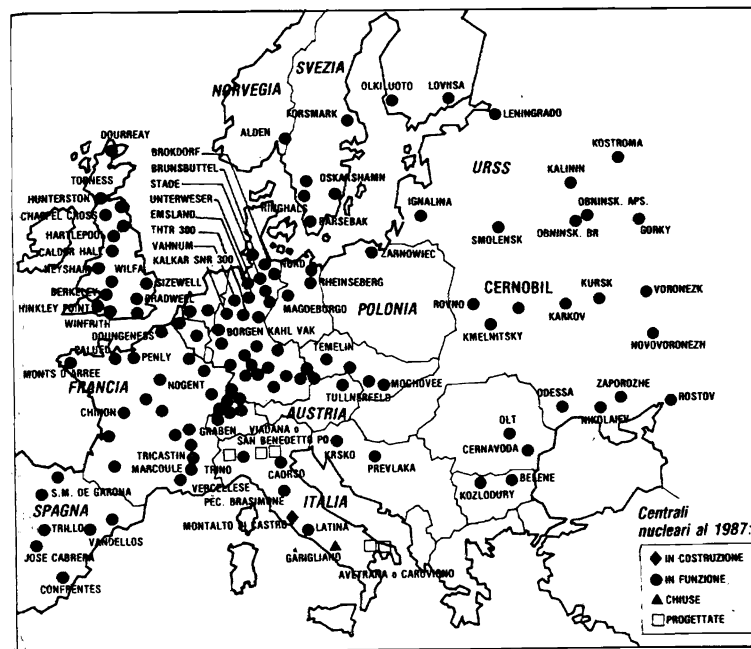 SVEZIA
NORVEGIA
OLKILUOTO
LOVIISA
FORSMARK
LENINGRADO
DOURREAY
ALDEN
KOSTROMA
BROKDORF
BRUNSBUTTEL
STADE
UNTERWESER
EMSLAND
THTR 300
VAHNUM
KALKAR SNR 300
URSS
KALININ
TORNESS
HUNTERSTON
CHAPEL CROSS
HARTLEPOOL
CALDER HALL
HEYSHAM
WILFA
OSKARSHAMN
RINGHALS
BARSEBAK
IGNALINA
OBNINSK. APS.
OBNINSK. BR
GORKY
SMOLENSK
ZARNOWIEC
NORD
RHEINSEBERG
MAGDEBORGO
POLONIA
CERNOBIL
KURSK
VORONEZK
ROVNO
KARKOV
KMELNITSKY
NOVOVORONEZH
SIZEWELL
BERKELEY
BRADWELL
HINKLEY POINT
WINFRITH
DOUNGENESS
BORGEN KAHL VAK
PALUEL
PENLY
MONTS D'ARREE
TEMELIN
MOCHOVEE
TULLNERFELD
FRANCIA
NOGENT
CHINON
AUSTRIA
GRABEN
VIADANA o
SAN BENEDETTO PO
ZAPOROZHE
ODESSA
NIKOLAIEV
ROSTOV
OLT
CERNAVODA
KRSKO
PREVLAKA
TRICASTIN
MARCOULE
TRINO
VERCELLESE
CAORSO
PEC. BRASIMONE
KOZLODURY
BELENE
S.M. DE GARONA
SPAGNA
TRILLO
VANDELLOS
JOSE CABRERA
CONFRENTES
ITALIA
MONTALTO DI CASTRO
LATINA
GARIGLIANO
AVETRANA o CAROVIGNO
Centrali
nucleari al 1987:
IN COSTRUZIONE
IN FUNZIONE
CHIUSE
PROGETTATE